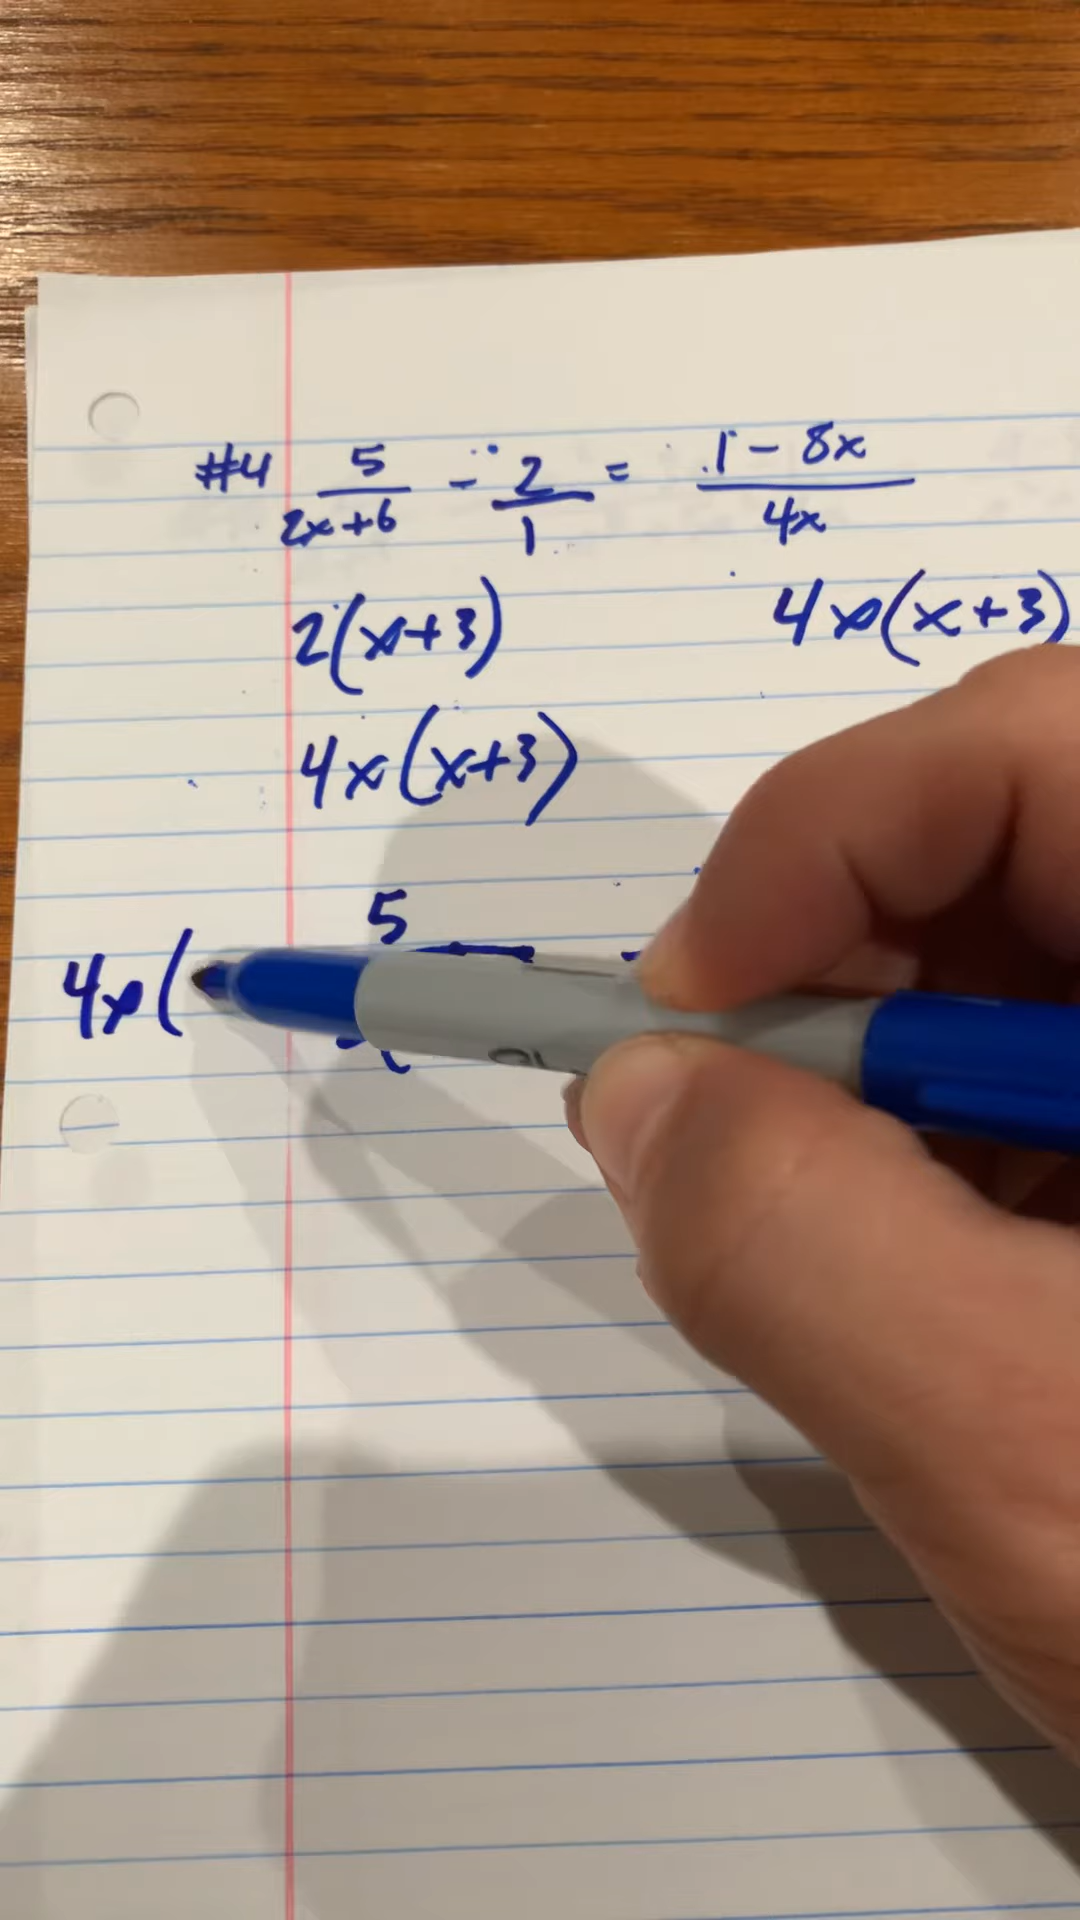 #4 5/(2x+6) - 2/1 = (1-8x)/(4x)
2(x+3) 4x(x+3)
4x(x+3)
4x( 5